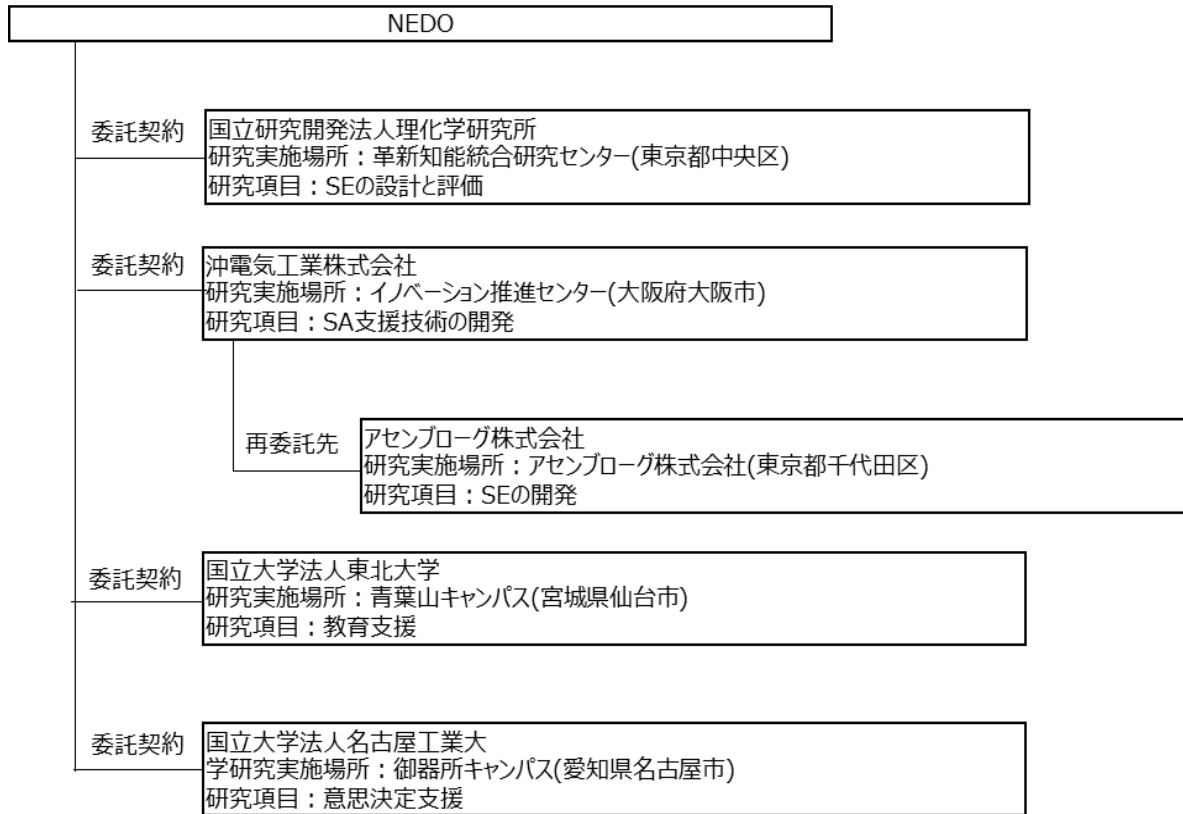 NEDO
委託契約
国立研究開発法人理化学研究所
研究実施場所：革新知能統合研究センター(東京都中央区)
研究項目：SEの設計と評価
委託契約
沖電気工業株式会社
研究実施場所：イノベーション推進センター(大阪府大阪市)
研究項目：SA支援技術の開発
再委託先
アセンブローグ株式会社
研究実施場所：アセンブローグ株式会社(東京都千代田区)
研究項目：SEの開発
委託契約
国立大学法人東北大学
研究実施場所：青葉山キャンパス(宮城県仙台市)
研究項目：教育支援
委託契約
国立大学法人名古屋工業大
学研究実施場所：御器所キャンパス(愛知県名古屋市)
研究項目：意思決定支援